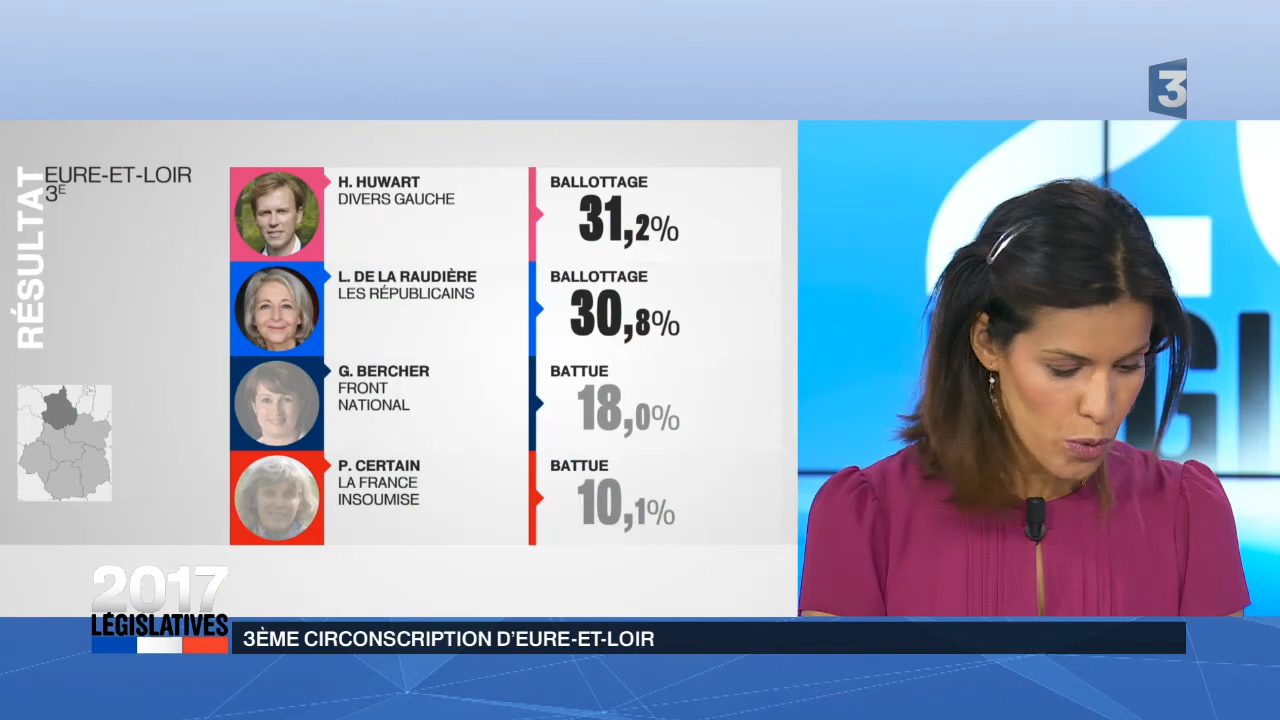 3
RÉSULTAT
EURE-ET-LOIR
3E
H. HUWART
DIVERS GAUCHE
BALLOTTAGE
31,2%
L. DE LA RAUDIÈRE
LES RÉPUBLICAINS
BALLOTTAGE
30,8%
G. BERCHER
FRONT
NATIONAL
BATTUE
18,0%
P. CERTAIN
LA FRANCE
INSOUMISE
BATTUE
10,1%
2017
LÉGISLATIVES
3ÈME CIRCONSCRIPTION D'EURE-ET-LOIR